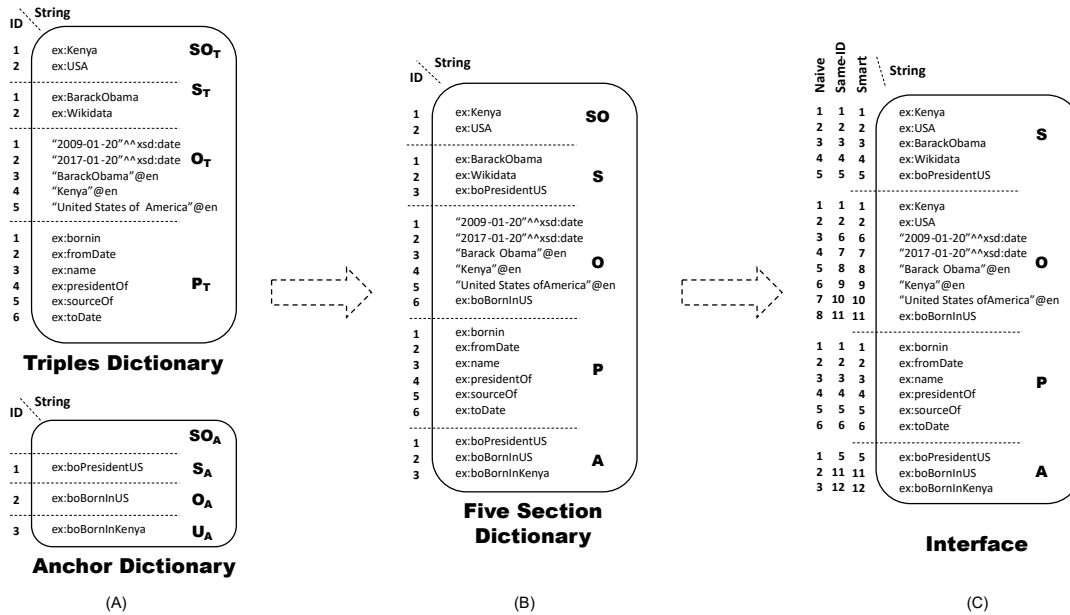 String
ID
1 ex:Kenya SOT
2 ex:USA
ST
1 ex:BarackObama
2 ex:Wikidata
1 “2009-01-20”^^xsd:date
2 “2017-01-20”^^xsd:date OT
3 “BarackObama”@en
4 “Kenya”@en
5 “United States of America”@en
1 ex:bornin
2 ex:fromDate
3 ex:name
4 ex:presidentOf PT
5 ex:sourceOf
6 ex:toDate
Triples Dictionary
String
ID
SOA
1 ex:boPresidentUS SA
2 ex:boBornInUS OA
3 ex:boBornInKenya UA
Anchor Dictionary
(A)
String
ID
1 ex:Kenya SO
2 ex:USA
1 ex:BarackObama
2 ex:Wikidata S
3 ex:boPresidentUS
1 “2009-01-20”^^xsd:date
2 “2017-01-20”^^xsd:date
3 “Barack Obama”@en O
4 “Kenya”@en
5 “United States ofAmerica”@en
6 ex:boBornInUS
1 ex:bornin
2 ex:fromDate
3 ex:name P
4 ex:presidentOf
5 ex:sourceOf
6 ex:toDate
1 ex:boPresidentUS
2 ex:boBornInUS A
3 ex:boBornInKenya
Five Section
Dictionary
(B)
Naive Same-ID Smart String
1 1 1 ex:Kenya
2 2 2 ex:USA S
3 3 3 ex:BarackObama
4 4 4 ex:Wikidata
5 5 5 ex:boPresidentUS
1 1 1 ex:Kenya
2 2 2 ex:USA
3 6 6 “2009-01-20”^^xsd:date
4 7 7 “2017-01-20”^^xsd:date
5 8 8 “Barack Obama”@en O
6 9 9 “Kenya”@en
7 10 10 “United States ofAmerica”@en
8 11 11 ex:boBornInUS
1 1 1 ex:bornin
2 2 2 ex:fromDate
3 3 3 ex:name P
4 4 4 ex:presidentOf
5 5 5 ex:sourceOf
6 6 6 ex:toDate
1 5 5 ex:boPresidentUS
2 11 11 ex:boBornInUS A
3 12 12 ex:boBornInKenya
Interface
(C)